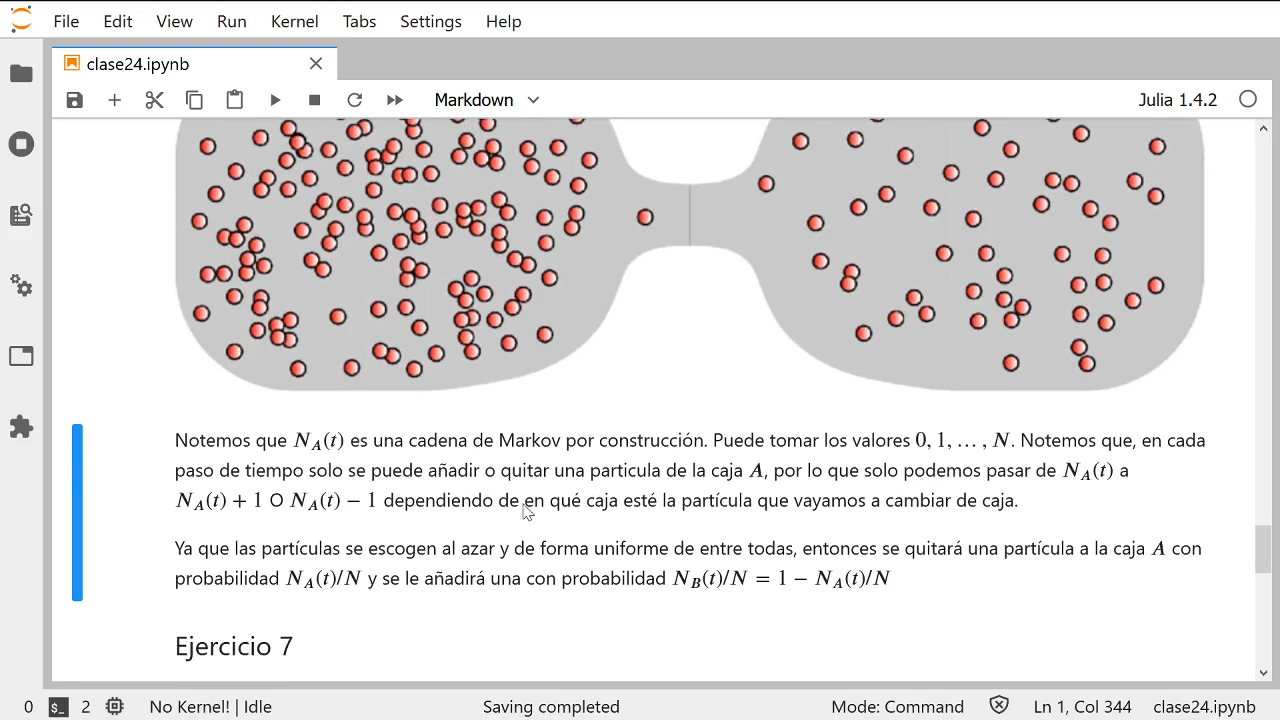 File Edit View Run Kernel Tabs Settings Help
clase24.ipynb
Markdown Julia 1.4.2
Notemos que N_A(t) es una cadena de Markov por construcción. Puede tomar los valores 0, 1, … , N. Notemos que, en cada
paso de tiempo solo se puede añadir o quitar una particula de la caja A, por lo que solo podemos pasar de N_A(t) a
N_A(t) + 1 O N_A(t) − 1 dependiendo de en qué caja esté la partícula que vayamos a cambiar de caja.
Ya que las partículas se escogen al azar y de forma uniforme de entre todas, entonces se quitará una partícula a la caja A con
probabilidad N_A(t)/N y se le añadirá una con probabilidad N_B(t)/N = 1 − N_A(t)/N
Ejercicio 7
0 $_ 2 No Kernel! | Idle Saving completed Mode: Command Ln 1, Col 344 clase24.ipynb